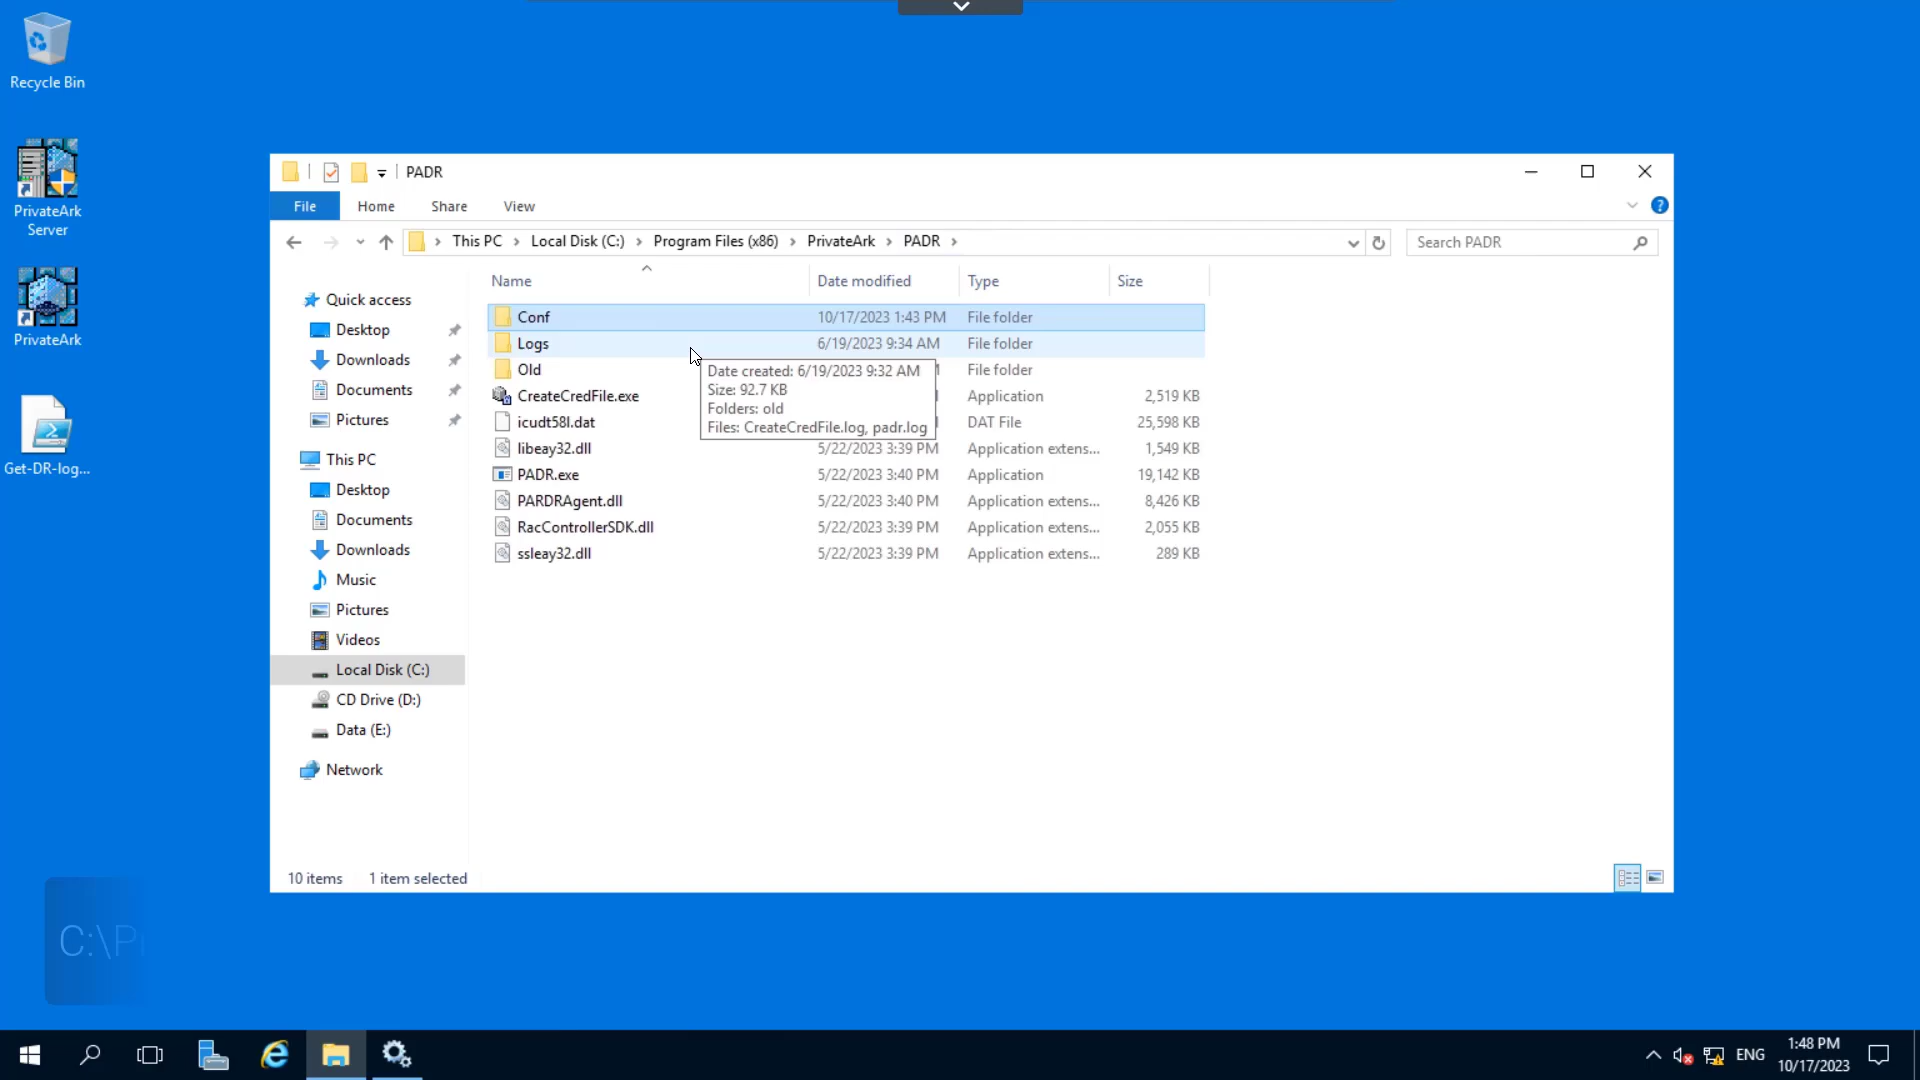 Recycle Bin
PrivateArk
Server
PrivateArk
Get-DR-log...
PADR
File Home Share View
This PC Local Disk (C:) Program Files (x86) PrivateArk PADR
Search PADR
Name Date modified Type Size
Quick access
Desktop
Downloads
Documents
Pictures
This PC
Desktop
Documents
Downloads
Music
Pictures
Videos
Local Disk (C:)
CD Drive (D:)
Data (E:)
Network
Conf 10/17/2023 1:43 PM File folder
Logs 6/19/2023 9:34 AM File folder
Old File folder
CreateCredFile.exe Application 2,519 KB
icudt58l.dat DAT File 25,598 KB
libeay32.dll 5/22/2023 3:39 PM Application extens... 1,549 KB
PADR.exe 5/22/2023 3:40 PM Application 19,142 KB
PARDRAgent.dll 5/22/2023 3:40 PM Application extens... 8,426 KB
RacControllerSDK.dll 5/22/2023 3:39 PM Application extens... 2,055 KB
ssleay32.dll 5/22/2023 3:39 PM Application extens... 289 KB
Date created: 6/19/2023 9:32 AM
Size: 92.7 KB
Folders: old
Files: CreateCredFile.log, padr.log
10 items 1 item selected
C:\P
ENG
1:48 PM
10/17/2023